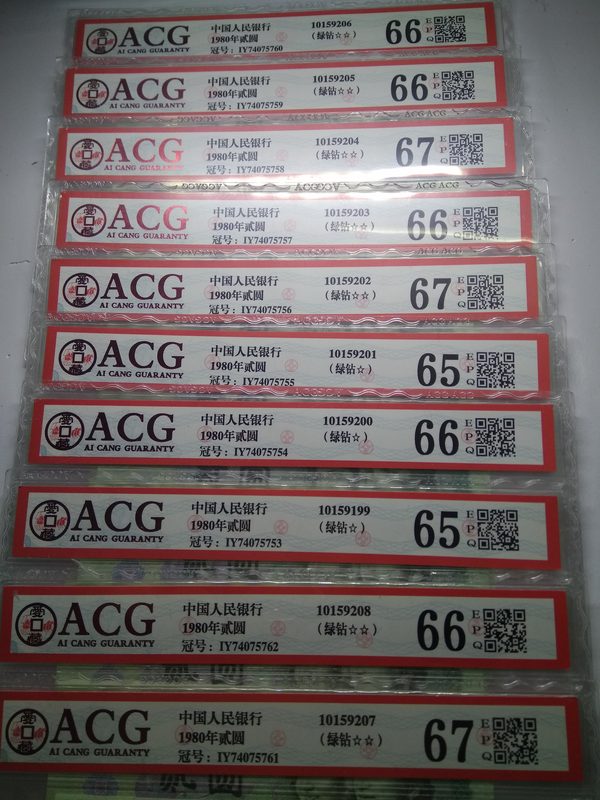 ACG
AI CANG GUARANTY
中国人民银行
1980年贰圆
冠号：IY74075760
10159206
（绿钻☆☆）
66
EPQ
ACG
AI CANG GUARANTY
中国人民银行
1980年贰圆
冠号：IY74075759
10159205
（绿钻☆☆）
66
EPQ
ACG
AI CANG GUARANTY
中国人民银行
1980年贰圆
冠号：IY74075758
10159204
（绿钻☆☆）
67
EPQ
ACG
AI CANG GUARANTY
中国人民银行
1980年贰圆
冠号：IY74075757
10159203
（绿钻☆☆）
66
EPQ
ACG
AI CANG GUARANTY
中国人民银行
1980年贰圆
冠号：IY74075756
10159202
（绿钻☆☆）
67
EPQ
ACG
AI CANG GUARANTY
中国人民银行
1980年贰圆
冠号：IY74075755
10159201
（绿钻☆☆）
65
EPQ
ACG
AI CANG GUARANTY
中国人民银行
1980年贰圆
冠号：IY74075754
10159200
（绿钻☆）
66
EPQ
ACG
AI CANG GUARANTY
中国人民银行
1980年贰圆
冠号：IY74075753
10159199
（绿钻☆）
65
EPQ
ACG
AI CANG GUARANTY
中国人民银行
1980年贰圆
冠号：IY74075762
10159208
（绿钻☆☆）
66
EPQ
ACG
AI CANG GUARANTY
中国人民银行
1980年贰圆
冠号：IY74075761
10159207
（绿钻☆☆）
67
EPQ
贰圆